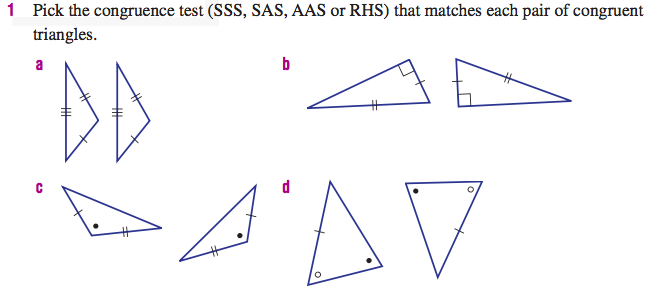 1 Pick the congruence test (SSS, SAS, AAS or RHS) that matches each pair of congruent
triangles.
a b
c d